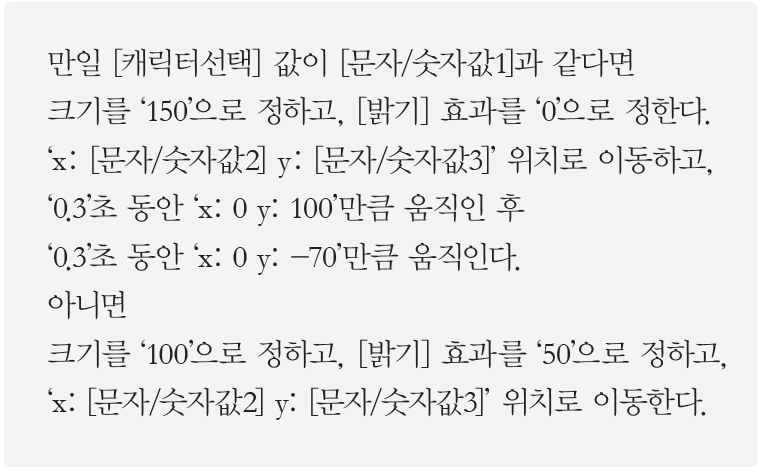 만일 [캐릭터선택] 값이 [문자/숫자값1]과 같다면
크기를 ‘150’으로 정하고, [밝기] 효과를 ‘0’으로 정한다.
‘x: [문자/숫자값2] y: [문자/숫자값3]’ 위치로 이동하고,
‘0.3’초 동안 ‘x: 0 y: 100’만큼 움직인 후
‘0.3’초 동안 ‘x: 0 y: −70’만큼 움직인다.
아니면
크기를 ‘100’으로 정하고, [밝기] 효과를 ‘50’으로 정하고,
‘x: [문자/숫자값2] y: [문자/숫자값3]’ 위치로 이동한다.